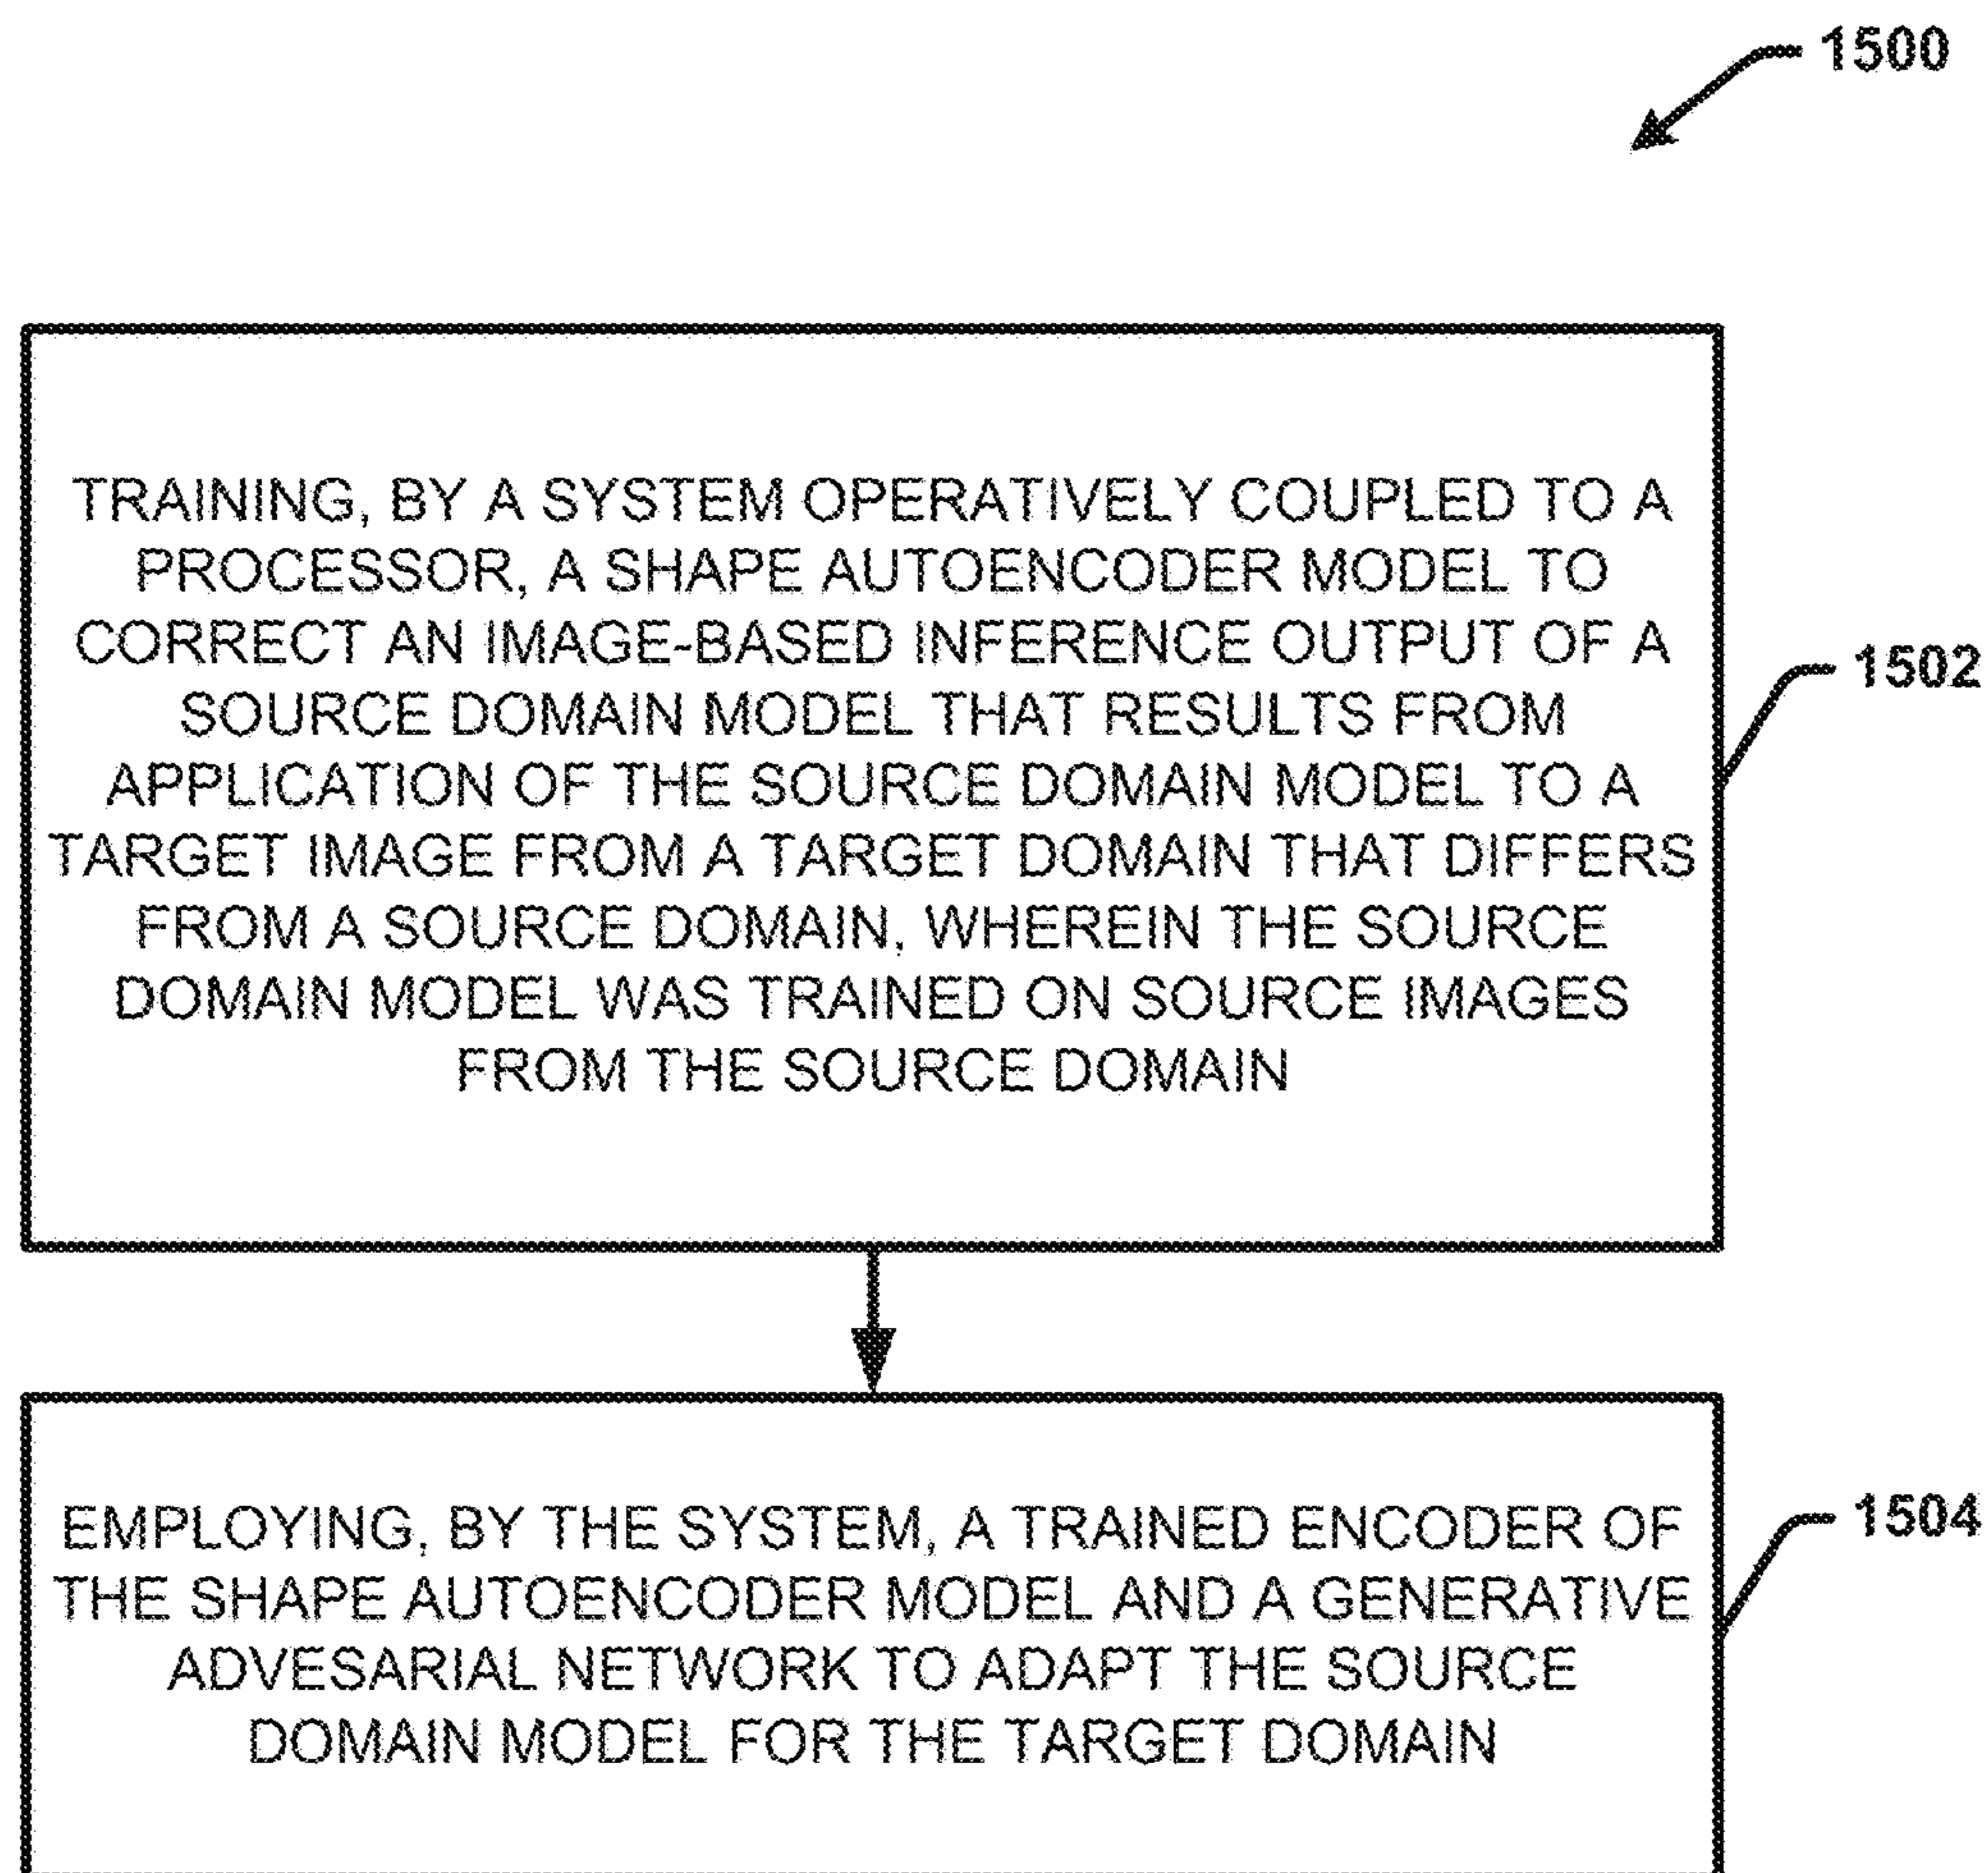 1500
TRAINING, BY A SYSTEM OPERATIVELY COUPLED TO A
PROCESSOR, A SHAPE AUTOENCODER MODEL TO
CORRECT AN IMAGE-BASED INFERENCE OUTPUT OF A
SOURCE DOMAIN MODEL THAT RESULTS FROM
APPLICATION OF THE SOURCE DOMAIN MODEL TO A
TARGET IMAGE FROM A TARGET DOMAIN THAT DIFFERS
FROM A SOURCE DOMAIN, WHEREIN THE SOURCE
DOMAIN MODEL WAS TRAINED ON SOURCE IMAGES
FROM THE SOURCE DOMAIN
1502
EMPLOYING, BY THE SYSTEM, A TRAINED ENCODER OF
THE SHAPE AUTOENCODER MODEL AND A GENERATIVE
ADVESARIAL NETWORK TO ADAPT THE SOURCE
DOMAIN MODEL FOR THE TARGET DOMAIN
1504